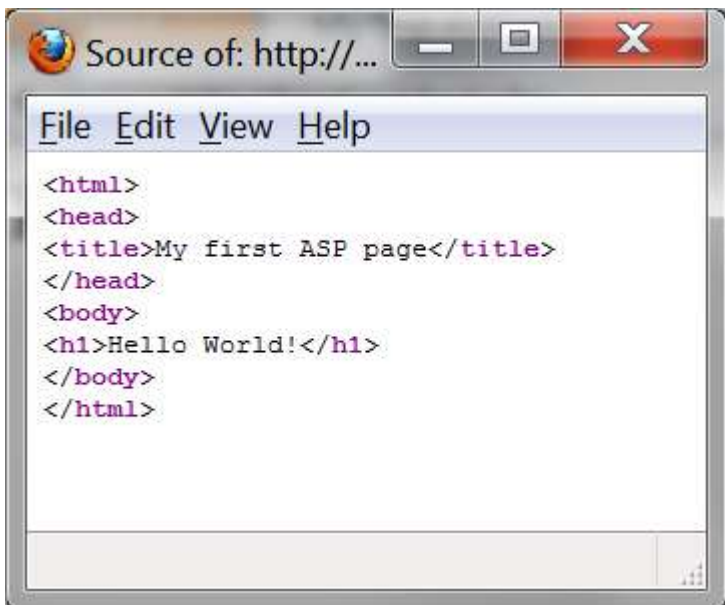 Source of: http://...
File Edit View Help
<html>
<head>
<title>My first ASP page</title>
</head>
<body>
<h1>Hello World!</h1>
</body>
</html>